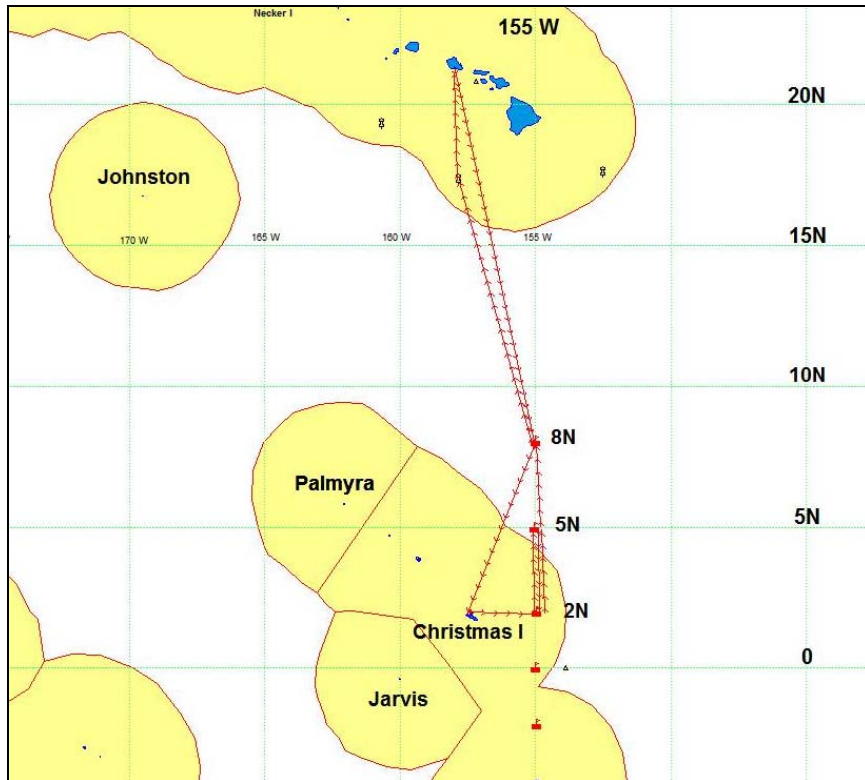 Necker I
155 W
20N
Johnston
170 W
165 W
160 W
155 W
15N
10N
8N
Palmyra
5N
5N
2N
Christmas I
0
Jarvis